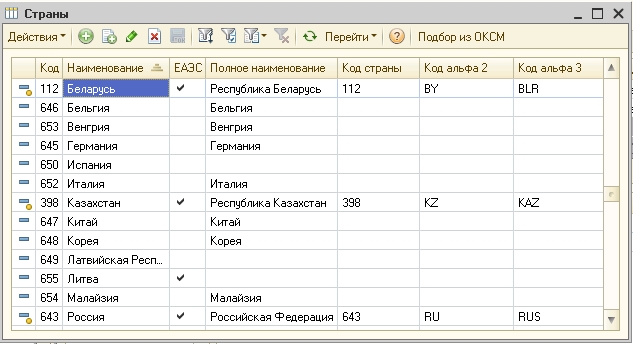 Страны
Действия Перейти Подбор из ОКСМ
Код Наименование ЕАЭС Полное наименование Код страны Код альфа 2 Код альфа 3
112 Беларусь Республика Беларусь 112 BY BLR
646 Бельгия Бельгия
653 Венгрия Венгрия
645 Германия Германия
650 Испания
652 Италия Италия
398 Казахстан Республика Казахстан 398 KZ KAZ
647 Китай Китай
648 Корея Корея
649 Латвийская Респ...
655 Литва
654 Малайзия Малайзия
643 Россия Российская Федерация 643 RU RUS